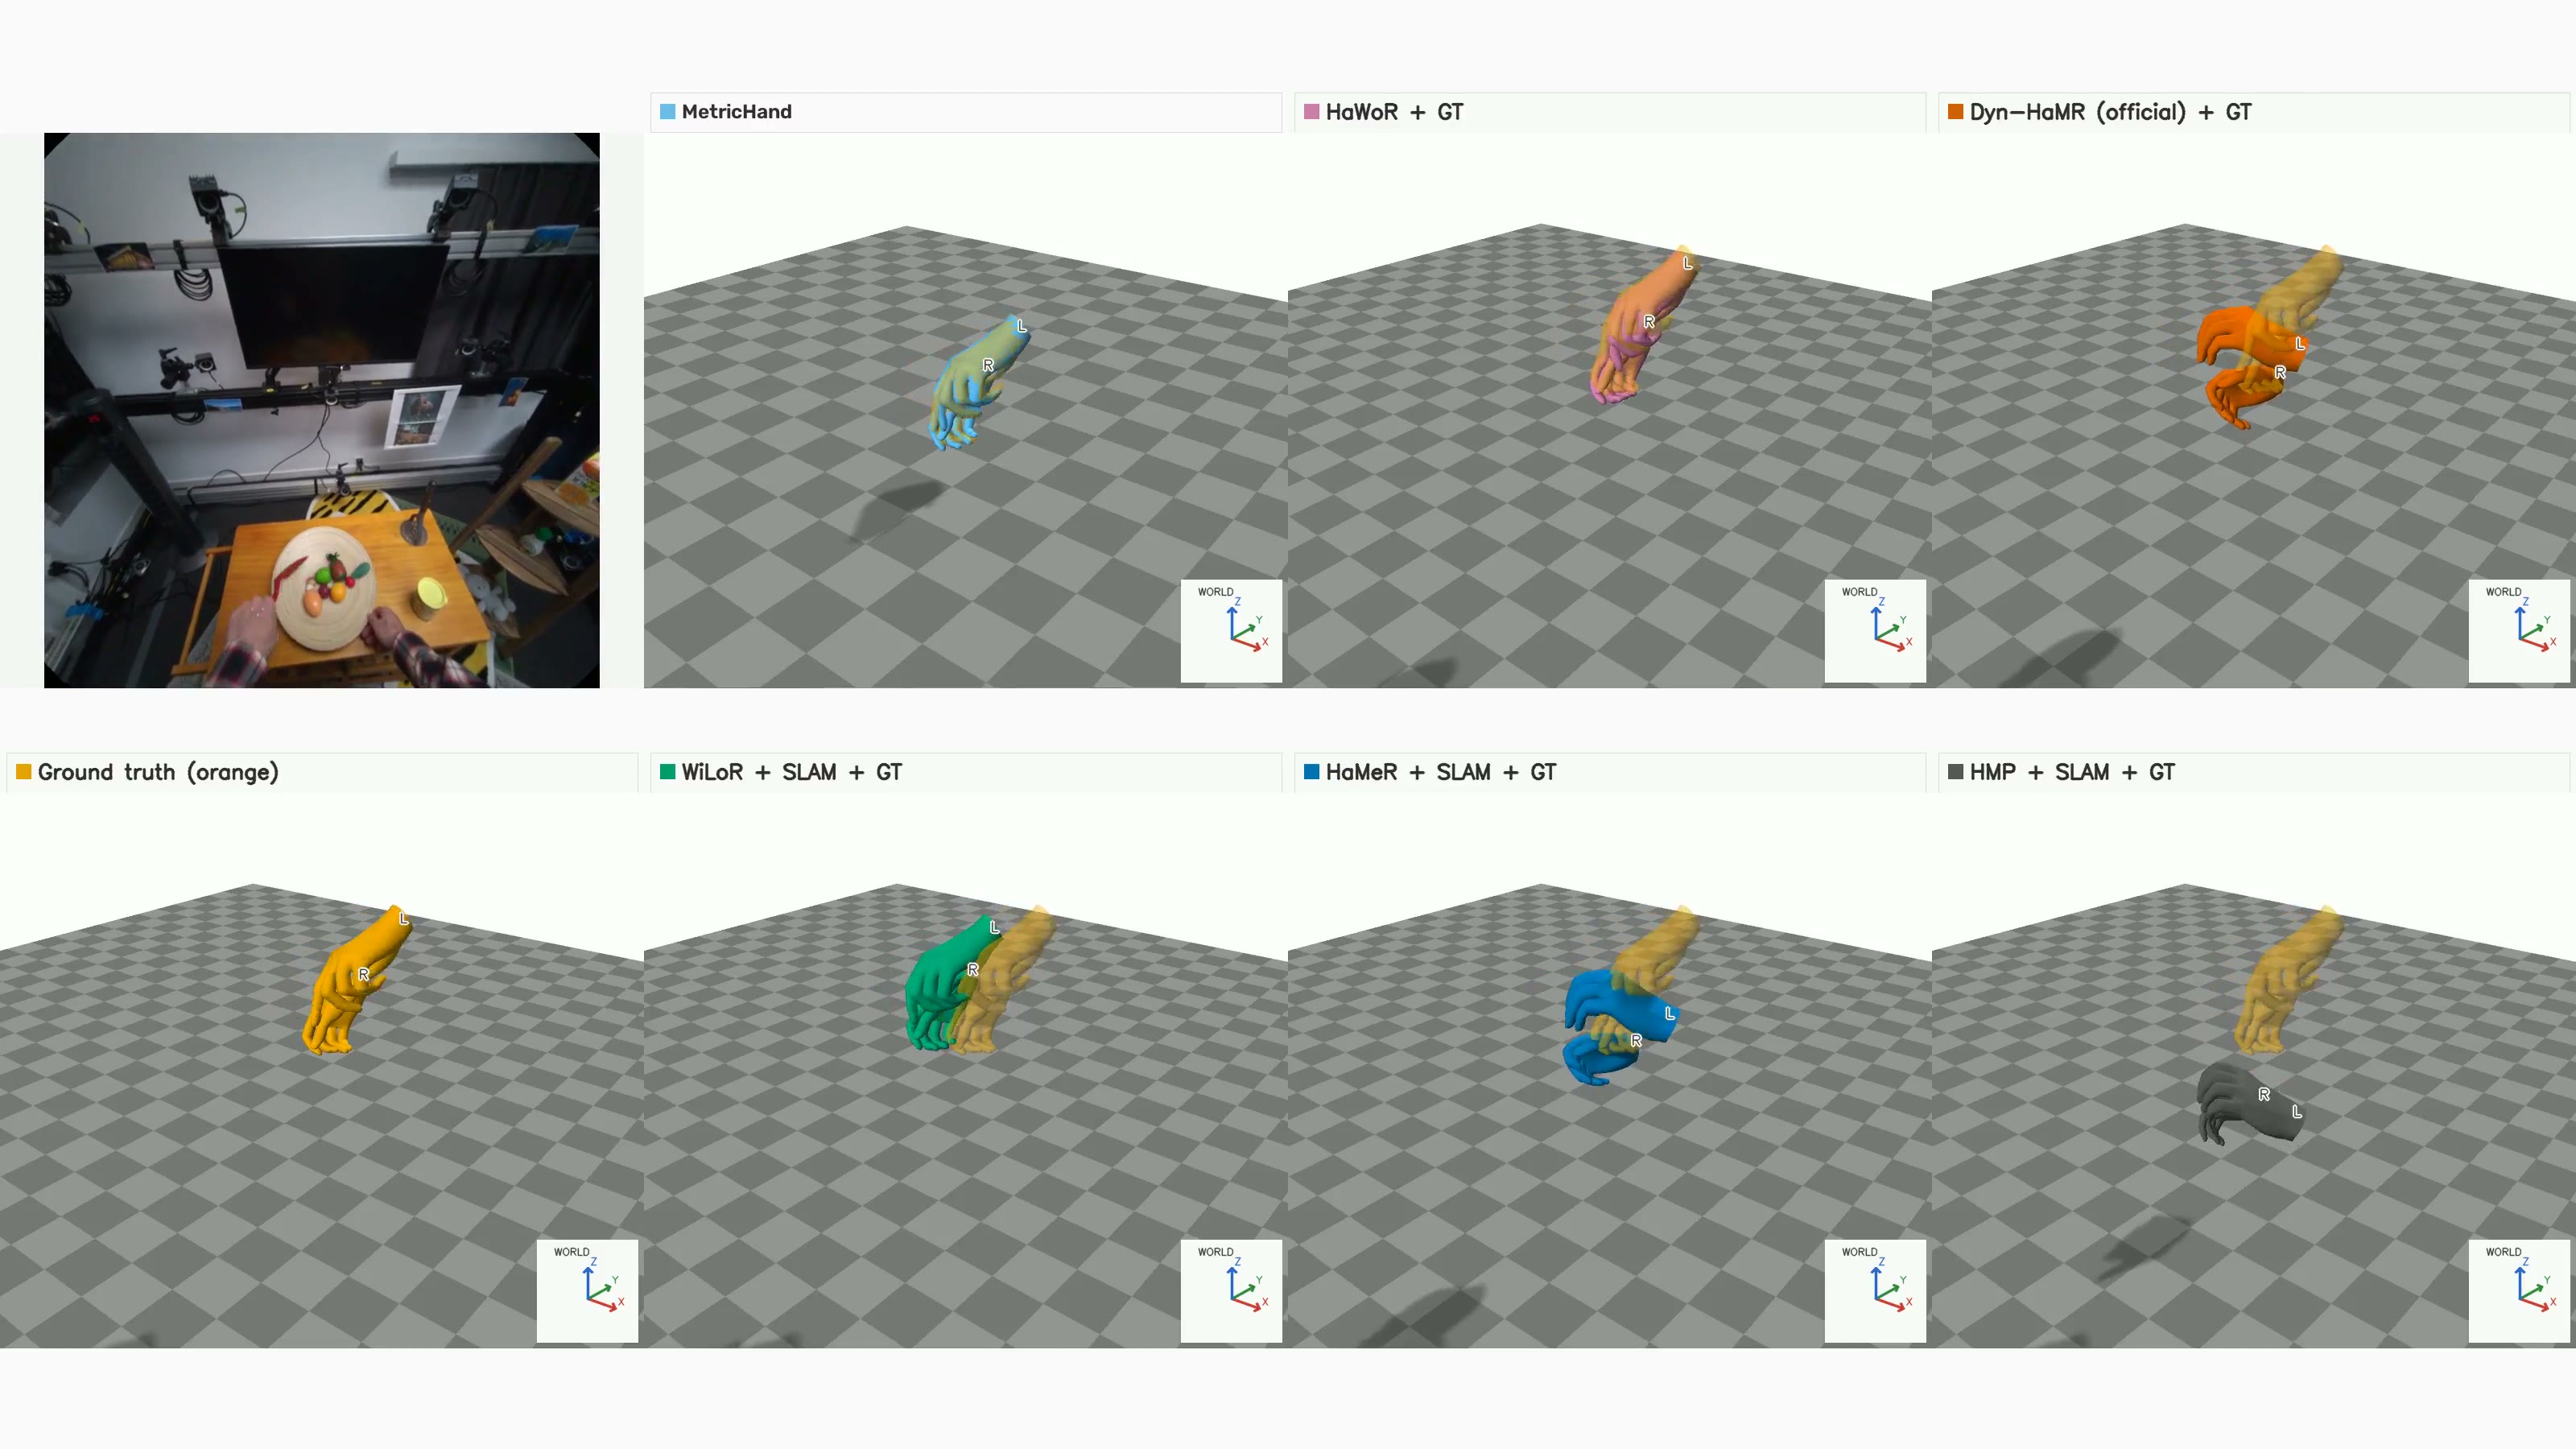 MetricHand
HaWoR + GT
Dyn-HaMR (official) + GT
L
R
WORLD
Z
Y
X
L
R
WORLD
Z
Y
X
L
R
WORLD
Z
Y
X
Ground truth (orange)
WiLoR + SLAM + GT
HaMeR + SLAM + GT
HMP + SLAM + GT
L
R
WORLD
Z
Y
X
L
R
WORLD
Z
Y
X
L
R
WORLD
Z
Y
X
R
L
WORLD
Z
Y
X